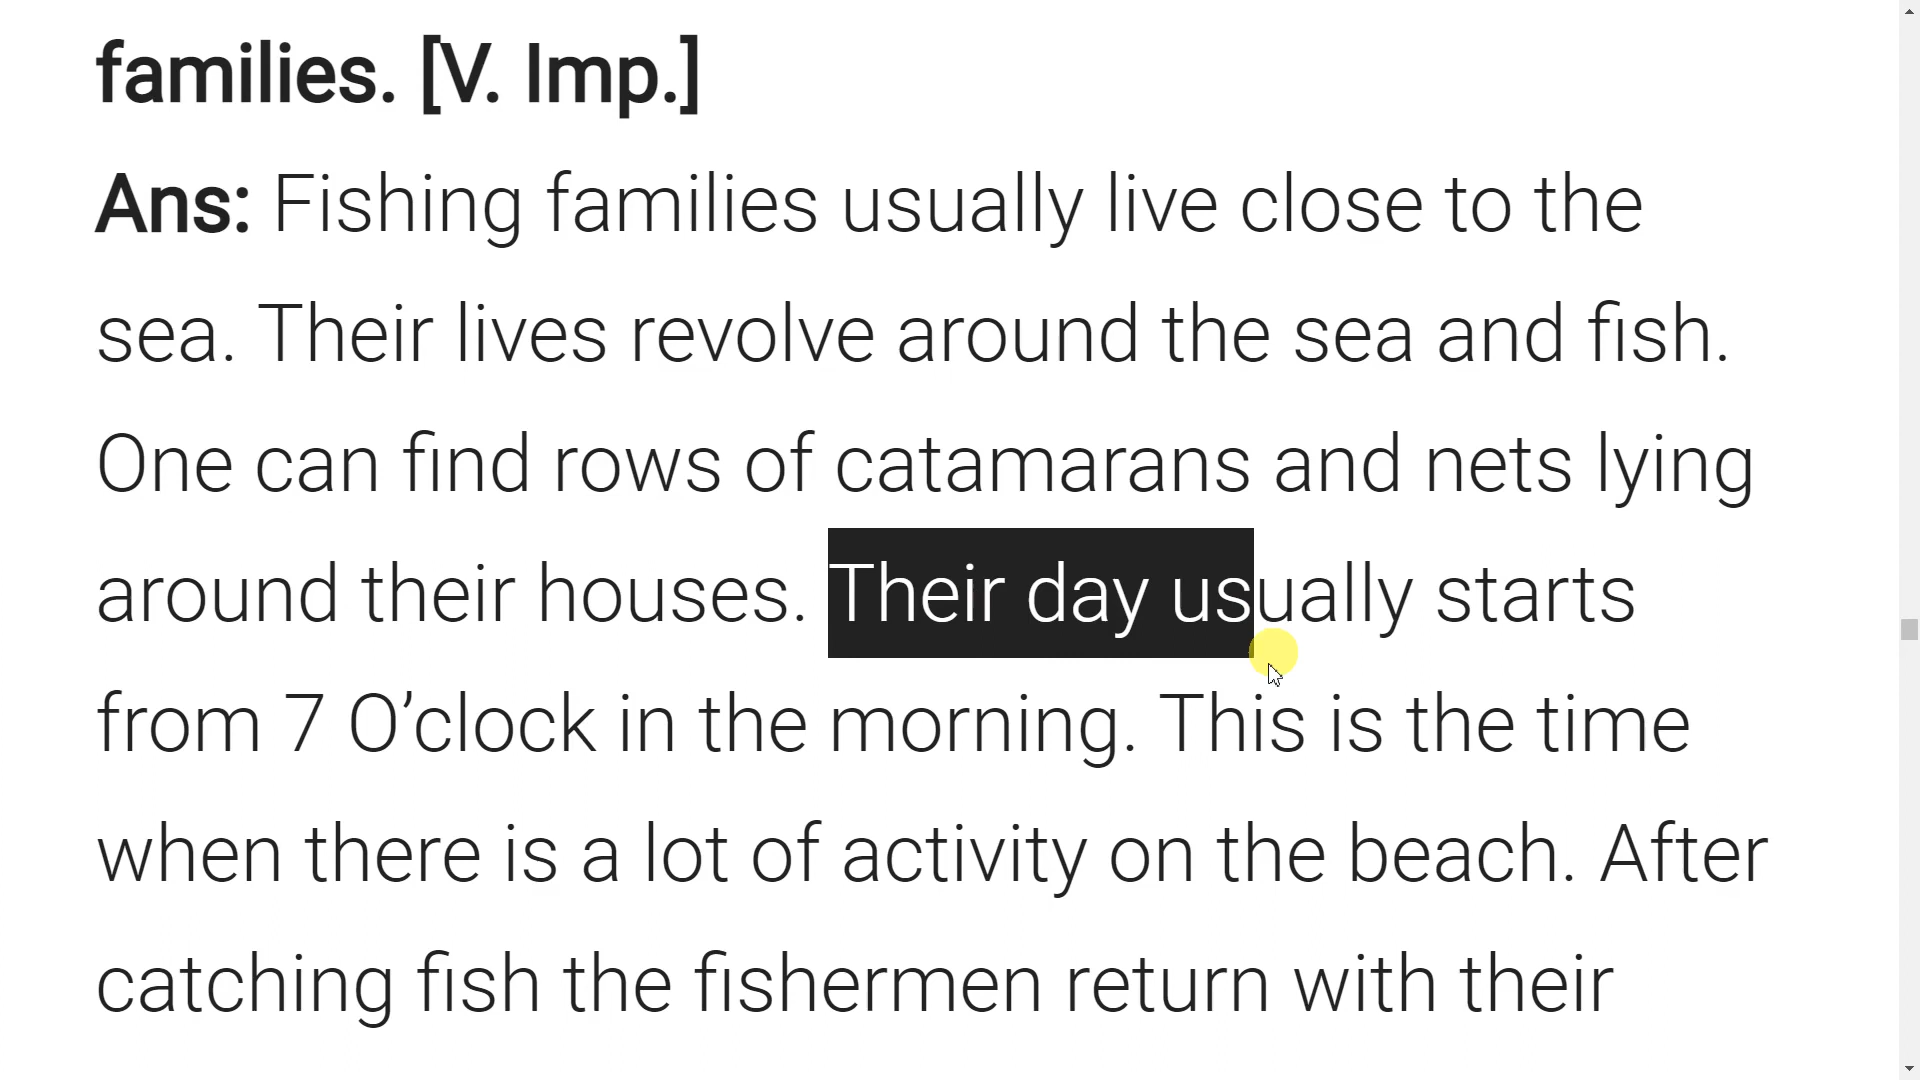 families. [V. Imp.]
Ans: Fishing families usually live close to the
sea. Their lives revolve around the sea and fish.
One can find rows of catamarans and nets lying
around their houses. Their day usually starts
from 7 O’clock in the morning. This is the time
when there is a lot of activity on the beach. After
catching fish the fishermen return with their